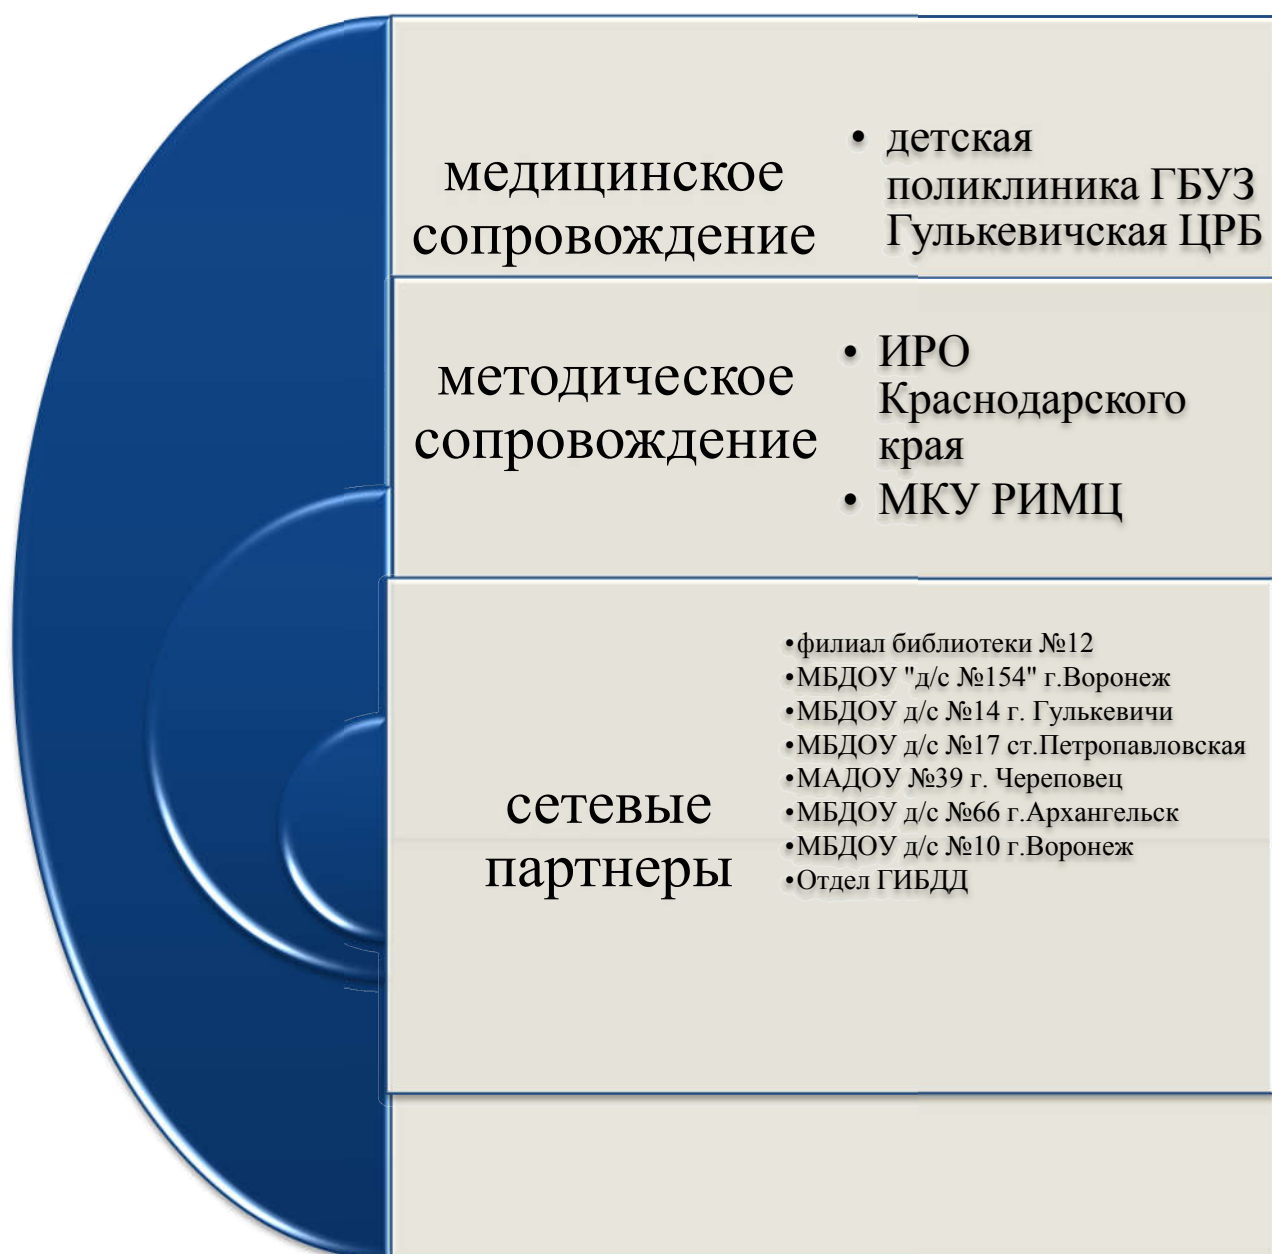 медицинское
сопровождение
• детская
поликлиника ГБУЗ
Гулькевичская ЦРБ
методическое
сопровождение
• ИРО
Краснодарского
края
• МКУ РИМЦ
сетевые
партнеры
•филиал библиотеки №12
•МБДОУ "д/с №154" г.Воронеж
•МБДОУ д/с №14 г. Гулькевичи
•МБДОУ д/с №17 ст.Петропавловская
•МАДОУ №39 г. Череповец
•МБДОУ д/с №66 г.Архангельск
•МБДОУ д/с №10 г.Воронеж
•Отдел ГИБДД